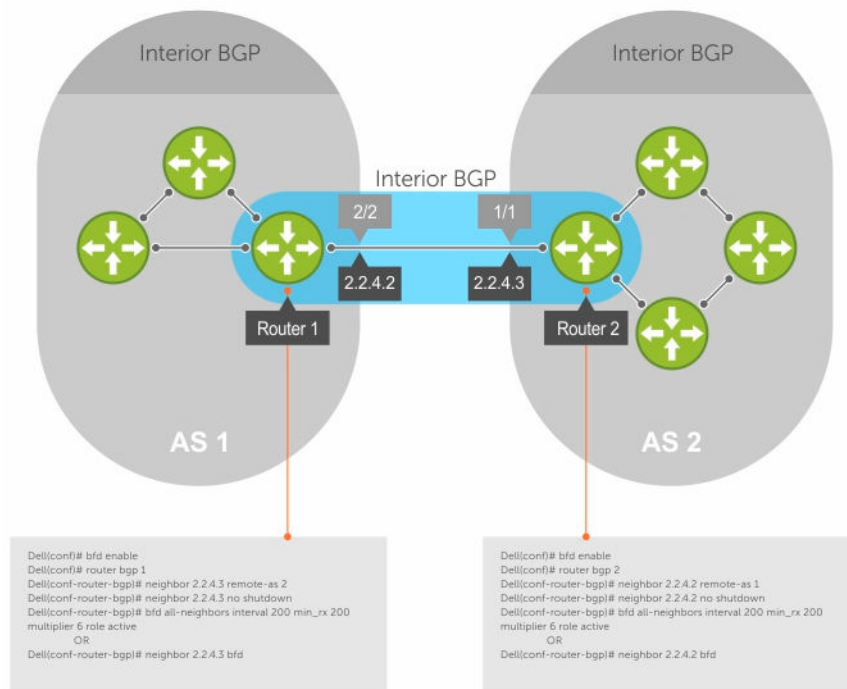 Interior BGP
Interior BGP
Interior BGP
2/2
1/1
2.2.4.2
2.2.4.3
Router 1
Router 2
AS 1
AS 2
Dell(conf)# bfd enable
Dell(conf)# router bgp 1
Dell(conf-router-bgp)# neighbor 2.2.4.3 remote-as 2
Dell(conf-router-bgp)# neighbor 2.2.4.3 no shutdown
Dell(conf-router-bgp)# bfd all-neighbors interval 200 min_rx 200
multiplier 6 role active
OR
Dell(conf-router-bgp)# neighbor 2.2.4.3 bfd
Dell(conf)# bfd enable
Dell(conf)# router bgp 2
Dell(conf-router-bgp)# neighbor 2.2.4.2 remote-as 1
Dell(conf-router-bgp)# neighbor 2.2.4.2 no shutdown
Dell(conf-router-bgp)# bfd all-neighbors interval 200 min_rx 200
multiplier 6 role active
OR
Dell(conf-router-bgp)# neighbor 2.2.4.2 bfd